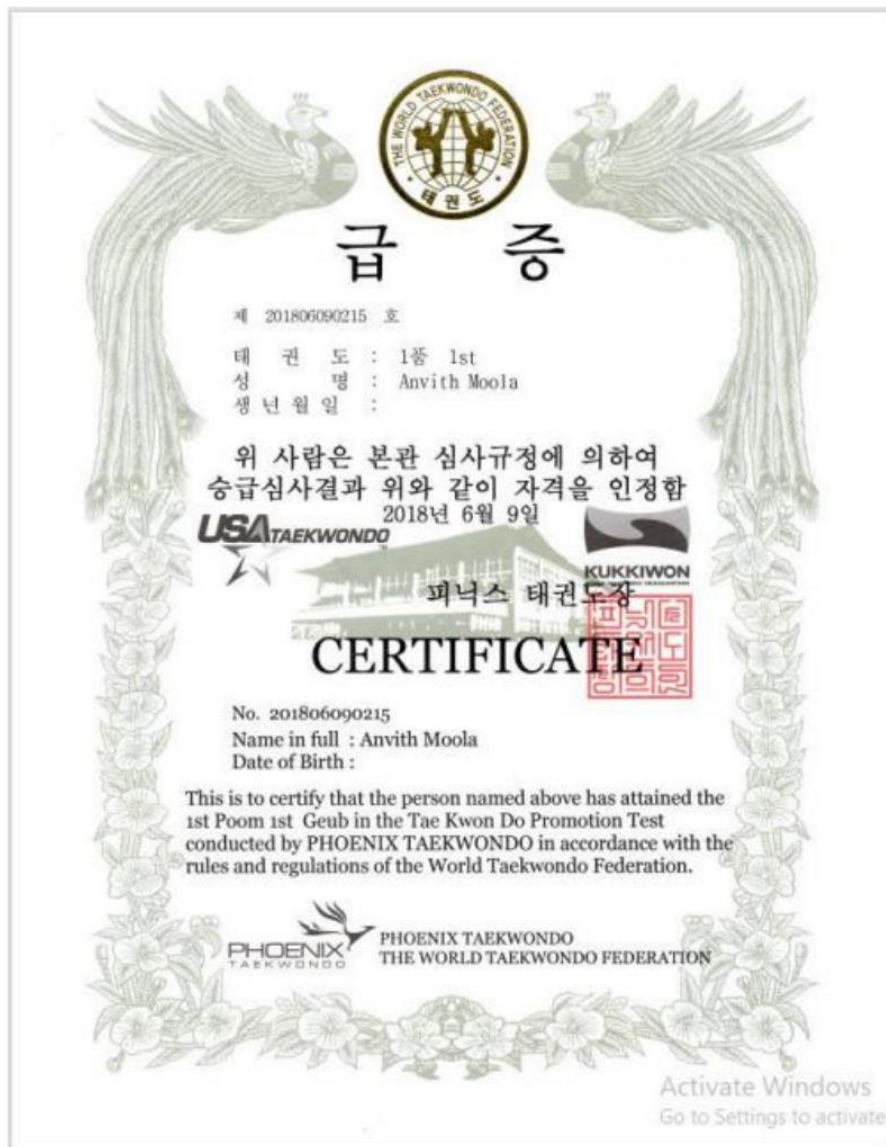 THE WORLD TAEKWONDO FEDERATION
태권도
급 증
제 201806090215 호
태 권 도 : 1품 1st
성 명 : Anvith Moola
생 년 월 일 :
위 사람은 본관 심사규정에 의하여
승급심사결과 위와 같이 자격을 인정함
2018년 6월 9일
USA TAEKWONDO
KUKKIWON
피닉스 태권도장
CERTIFICATE
No. 201806090215
Name in full : Anvith Moola
Date of Birth :
This is to certify that the person named above has attained the
1st Poom 1st Geub in the Tae Kwon Do Promotion Test
conducted by PHOENIX TAEKWONDO in accordance with the
rules and regulations of the World Taekwondo Federation.
PHOENIX
TAEKWONDO
PHOENIX TAEKWONDO
THE WORLD TAEKWONDO FEDERATION
Activate Windows
Go to Settings to activate